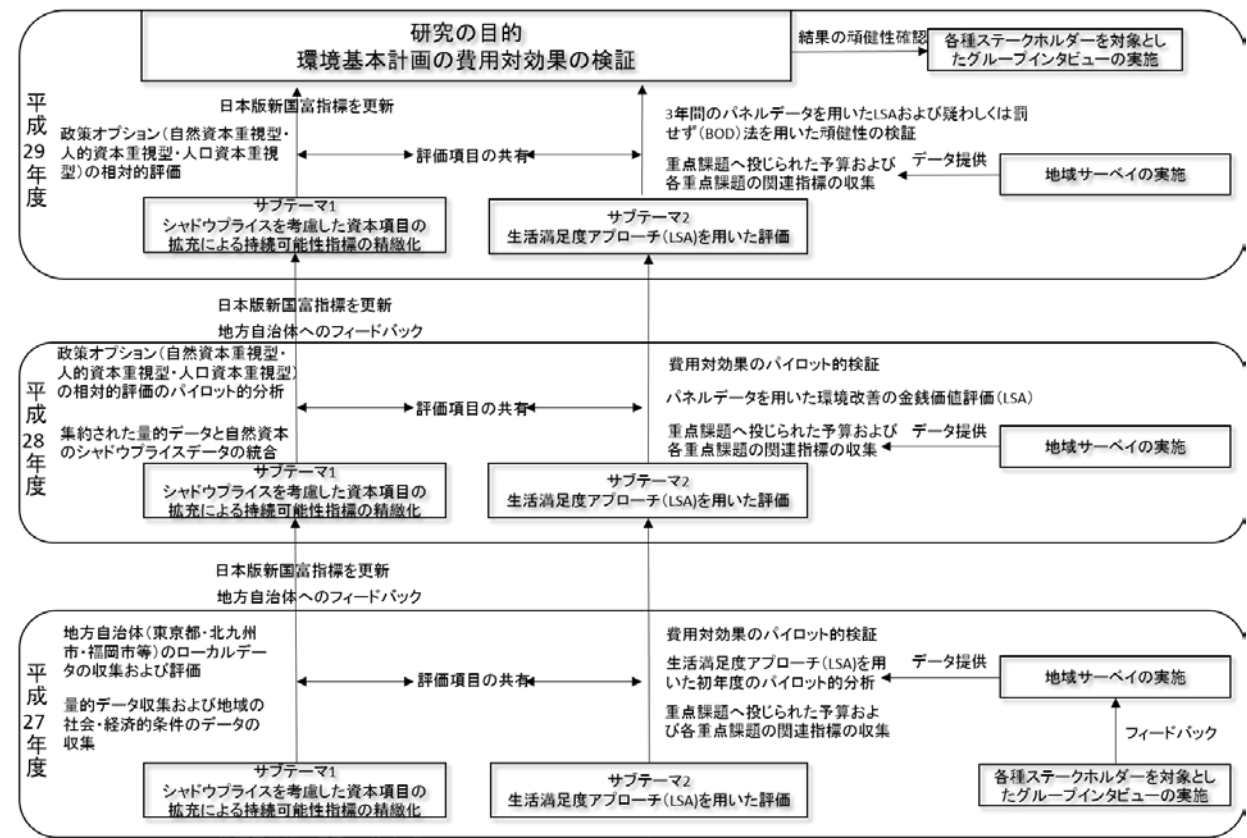 研究の目的
環境基本計画の費用対効果の検証
結果の頑健性確認
各種ステークホルダーを対象とし
たグループインタビューの実施
平成29年度
日本版新国富指標を更新
政策オプション(自然資本重視型・
人的資本重視型・人口資本重視
型)の相対的評価
評価項目の共有
3年間のパネルデータを用いたLSAおよび疑わしくは罰
せず(BOD)法を用いた頑健性の検証
重点課題へ投じられた予算および
各重点課題の関連指標の収集
データ提供
地域サーベイの実施
サブテーマ1
シャドウプライスを考慮した資本項目の
拡充による持続可能性指標の精緻化
サブテーマ2
生活満足度アプローチ(LSA)を用いた評価
日本版新国富指標を更新
地方自治体へのフィードバック
平成28年度
政策オプション(自然資本重視型・
人的資本重視型・人口資本重視型)
の相対的評価のパイロット的分析
集約された量的データと自然資本
のシャドウプライスデータの統合
評価項目の共有
費用対効果のパイロット的検証
パネルデータを用いた環境改善の金銭価値評価(LSA)
重点課題へ投じられた予算および
各重点課題の関連指標の収集
データ提供
地域サーベイの実施
サブテーマ1
シャドウプライスを考慮した資本項目の
拡充による持続可能性指標の精緻化
サブテーマ2
生活満足度アプローチ(LSA)を用いた評価
日本版新国富指標を更新
地方自治体へのフィードバック
平成27年度
地方自治体(東京都・北九州
市・福岡市等)のローカルデー
タの収集および評価
量的データ収集および地域の
社会・経済的条件のデータの
収集
評価項目の共有
費用対効果のパイロット的検証
生活満足度アプローチ(LSA)を用
いた初年度のパイロット的分析
重点課題へ投じられた予算およ
び各重点課題の関連指標の収集
データ提供
地域サーベイの実施
フィードバック
各種ステークホルダーを対象とし
たグループインタビューの実施
サブテーマ1
シャドウプライスを考慮した資本項目の
拡充による持続可能性指標の精緻化
サブテーマ2
生活満足度アプローチ(LSA)を用いた評価